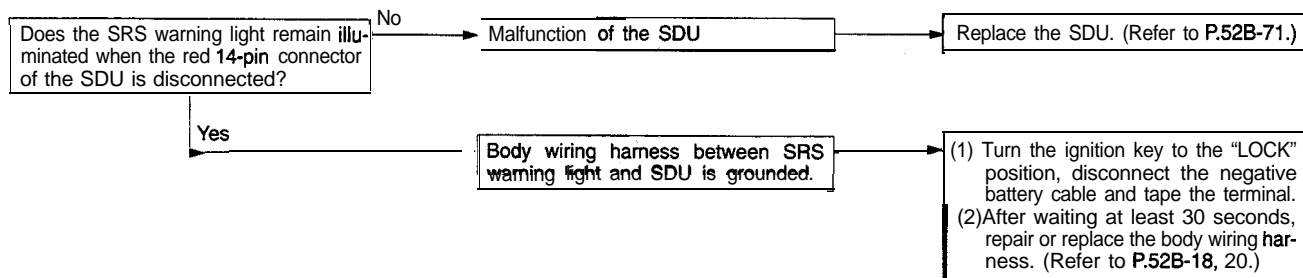 Does the SRS warning light remain illu-
minated when the red 14-pin connector
of the SDU is disconnected?
No
Malfunction of the SDU
Replace the SDU. (Refer to P.52B-71.)
Yes
Body wiring harness between SRS
warning light and SDU is grounded.
(1) Turn the ignition key to the “LOCK”
position, disconnect the negative
battery cable and tape the terminal.
(2)After waiting at least 30 seconds,
repair or replace the body wiring har-
ness. (Refer to P.52B-18, 20.)